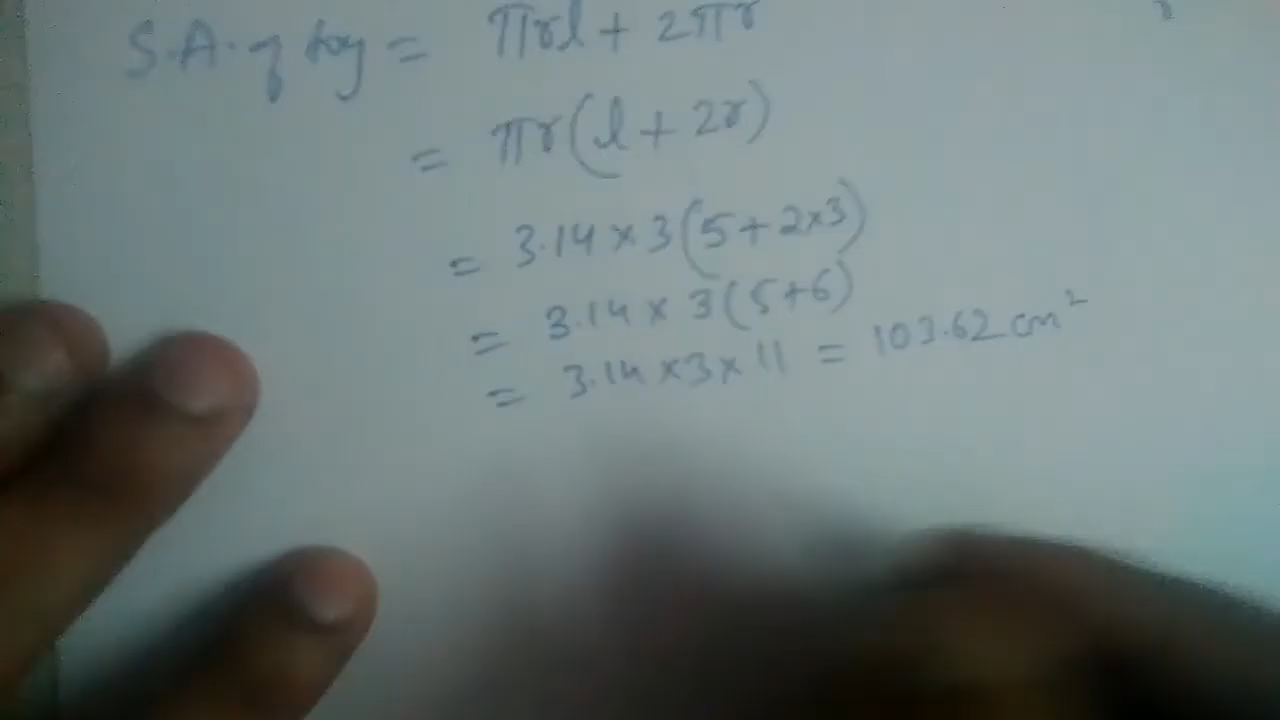 S.A. of toy = πrl + 2πr
= πr(l + 2r)
= 3.14 × 3(5 + 2×3)
= 3.14 × 3(5+6)
= 3.14 ×3× 11 = 103.62 cm²